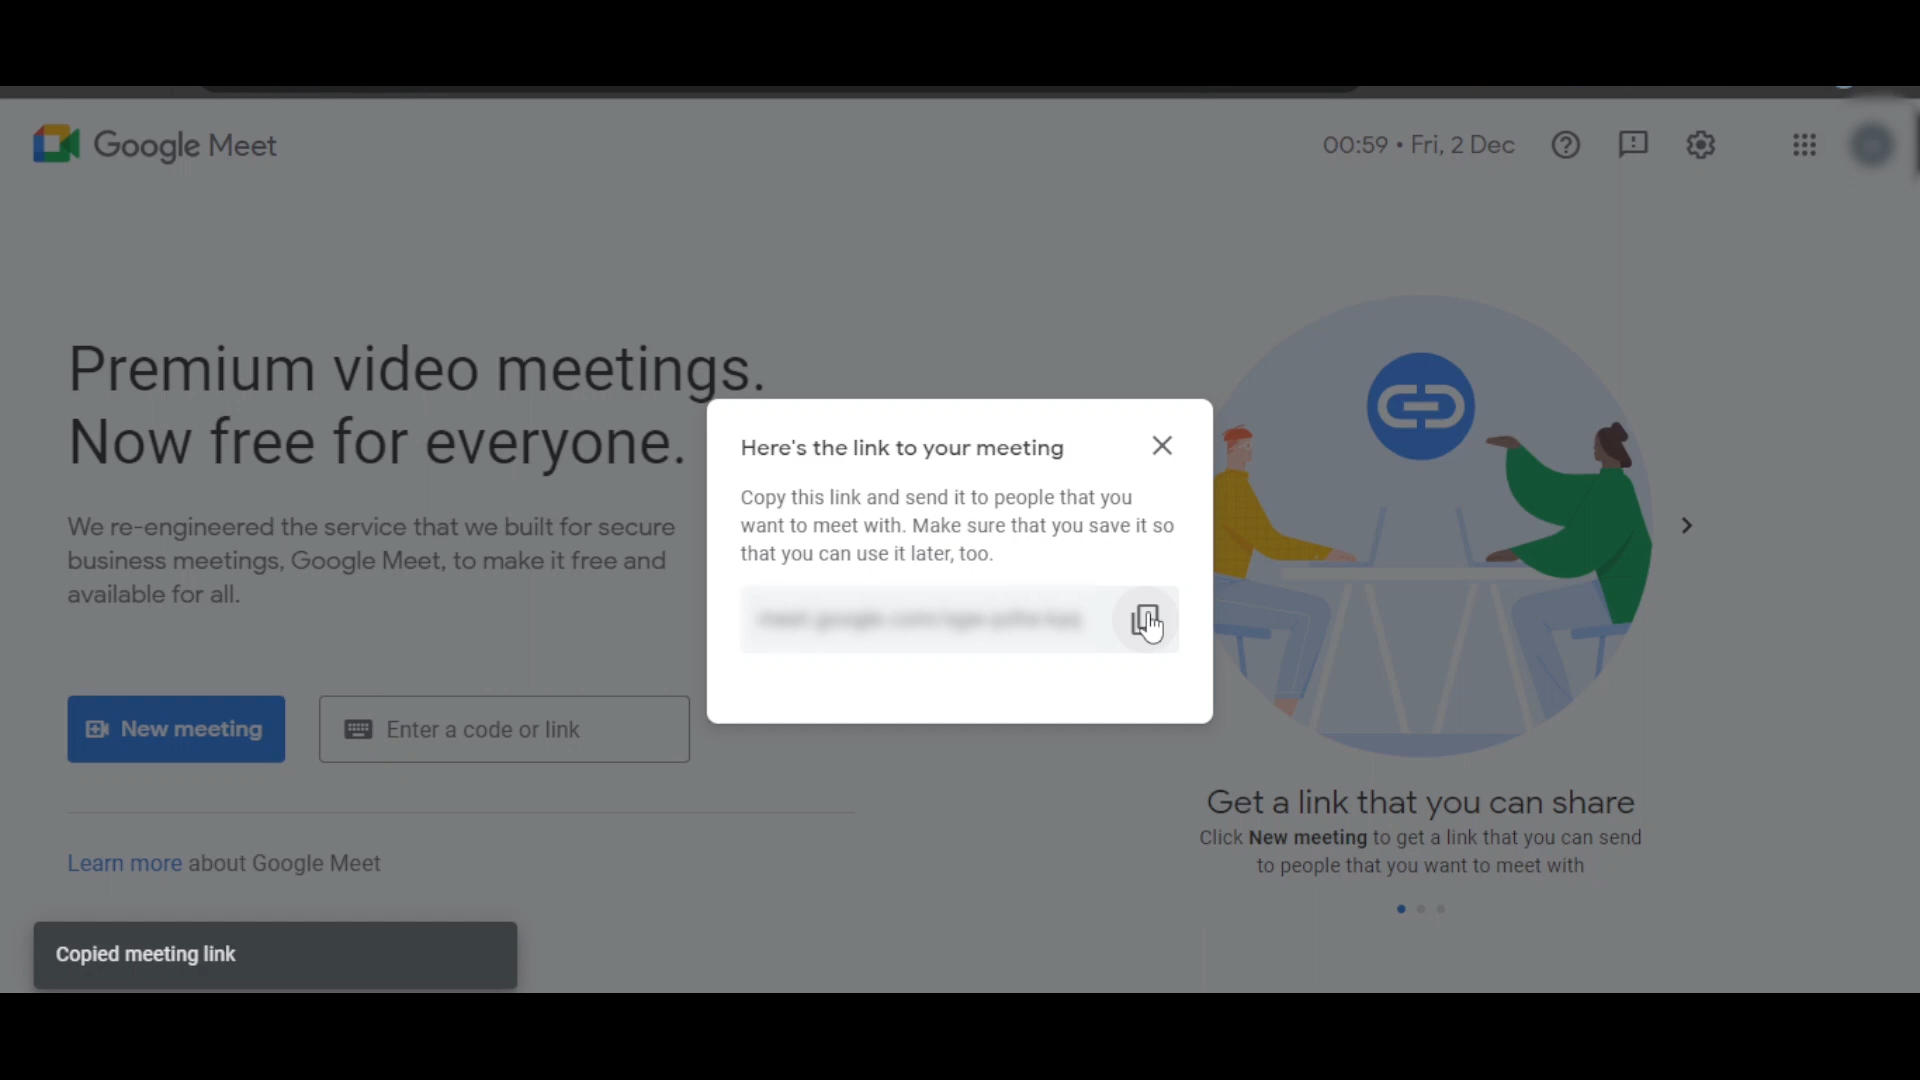 Google Meet
00:59 • Fri, 2 Dec
Premium video meetings.
Now free for everyone.
We re-engineered the service that we built for secure
business meetings, Google Meet, to make it free and
available for all.
New meeting
Enter a code or link
Learn more about Google Meet
Here's the link to your meeting
Copy this link and send it to people that you
want to meet with. Make sure that you save it so
that you can use it later, too.
Get a link that you can share
Click New meeting to get a link that you can send
to people that you want to meet with
Copied meeting link